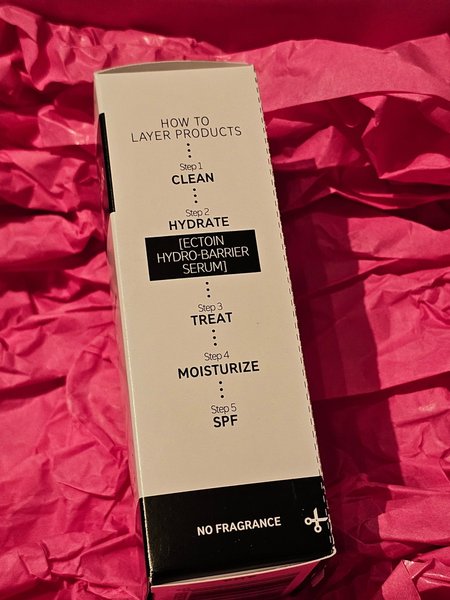 HOW TO
LAYER PRODUCTS
Step 1
CLEAN
Step 2
HYDRATE
[ECTOIN
HYDRO-BARRIER
SERUM]
Step 3
TREAT
Step 4
MOISTURIZE
Step 5
SPF
NO FRAGRANCE